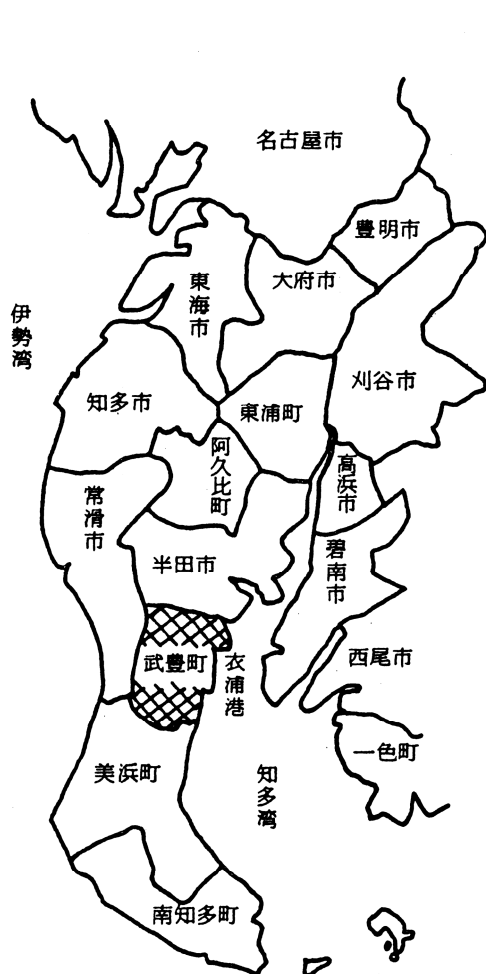 名古屋市
豊明市
東海市
大府市
伊勢湾
刈谷市
知多市
東浦町
阿久比町
高浜市
常滑市
半田市
碧南市
武豊町
衣浦港
西尾市
一色町
美浜町
知多湾
南知多町